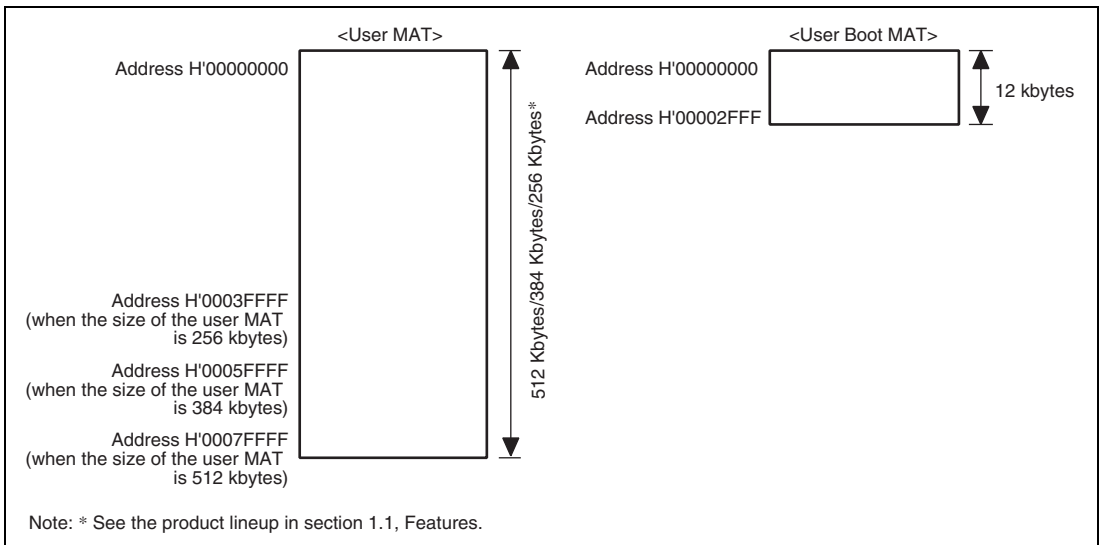 <User MAT>
Address H'00000000
Address H'0003FFFF
(when the size of the user MAT
is 256 kbytes)
Address H'0005FFFF
(when the size of the user MAT
is 384 kbytes)
Address H'0007FFFF
(when the size of the user MAT
is 512 kbytes)
512 Kbytes/384 Kbytes/256 Kbytes*
<User Boot MAT>
Address H'00000000
Address H'00002FFF
12 kbytes
Note: * See the product lineup in section 1.1, Features.